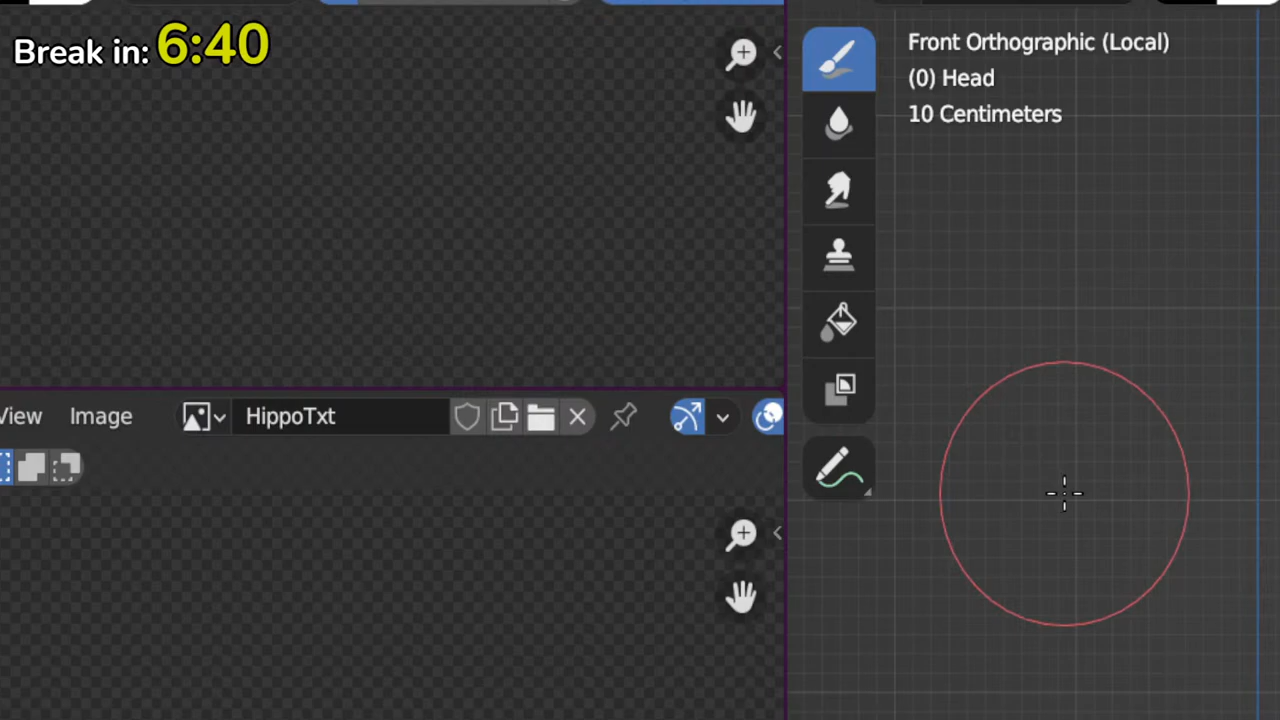 Break in: 6:40
Front Orthographic (Local)
(0) Head
10 Centimeters
View Image HippoTxt